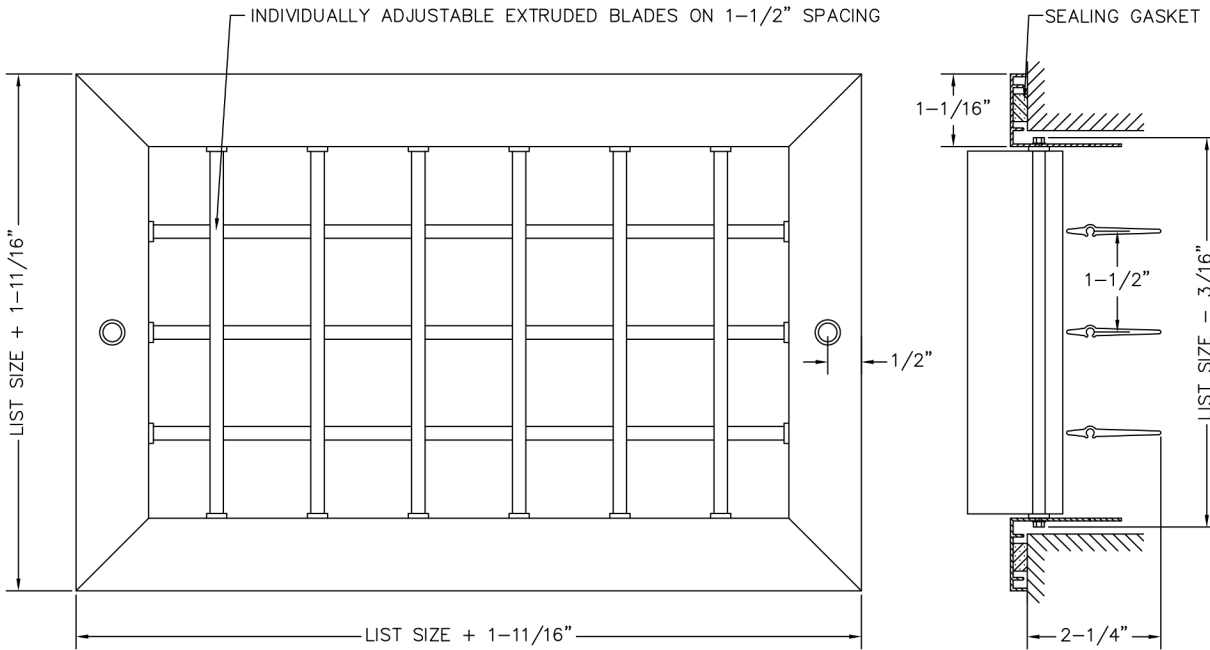 INDIVIDUALLY ADJUSTABLE EXTRUDED BLADES ON 1-1/2" SPACING
SEALING GASKET
1-1/16"
LIST SIZE + 1-11/16"
1-1/2"
LIST SIZE - 3/16"
1/2"
LIST SIZE + 1-11/16"
2-1/4"